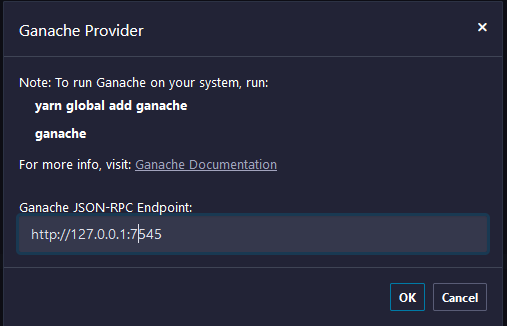 Ganache Provider
Note: To run Ganache on your system, run:
yarn global add ganache
ganache
For more info, visit: Ganache Documentation
Ganache JSON-RPC Endpoint:
http://127.0.0.1:7545
OK Cancel